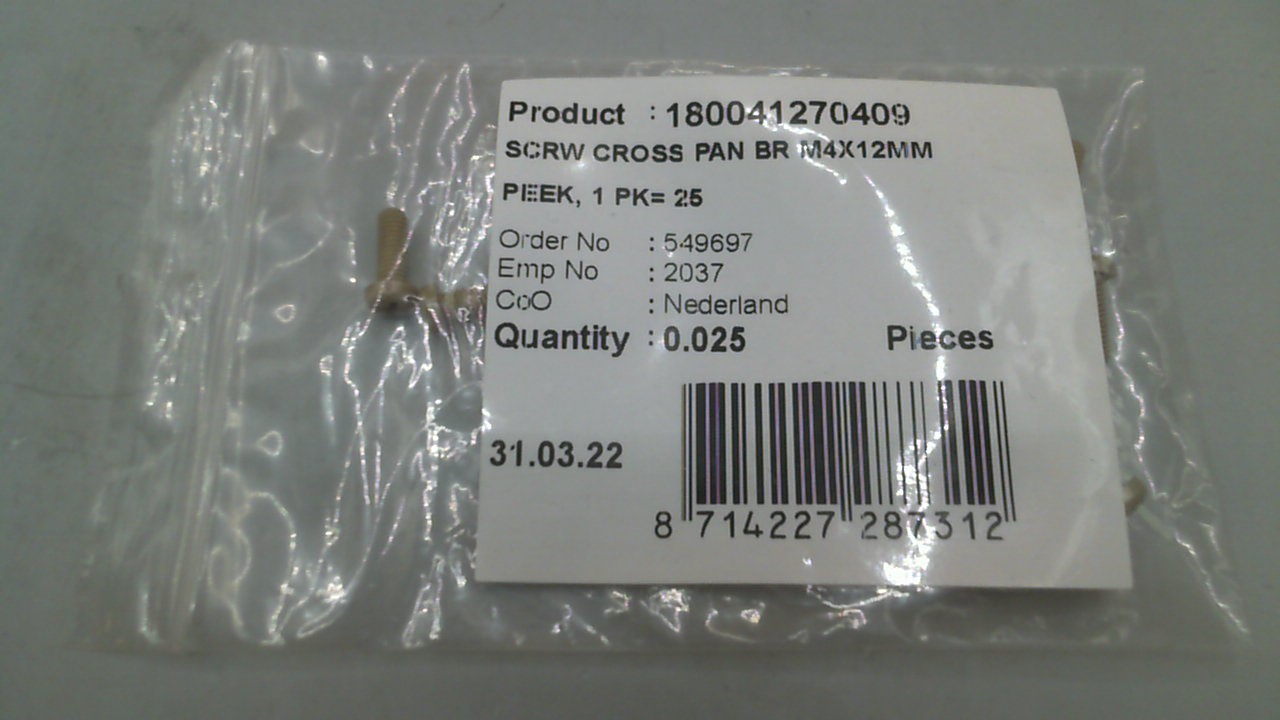 Product : 180041270409
SCRW CROSS PAN BR M4X12MM
PEEK, 1 PK= 25
Order No : 549697
Emp No : 2037
CoO : Nederland
Quantity : 0.025 Pieces
31.03.22
8 714227 287312